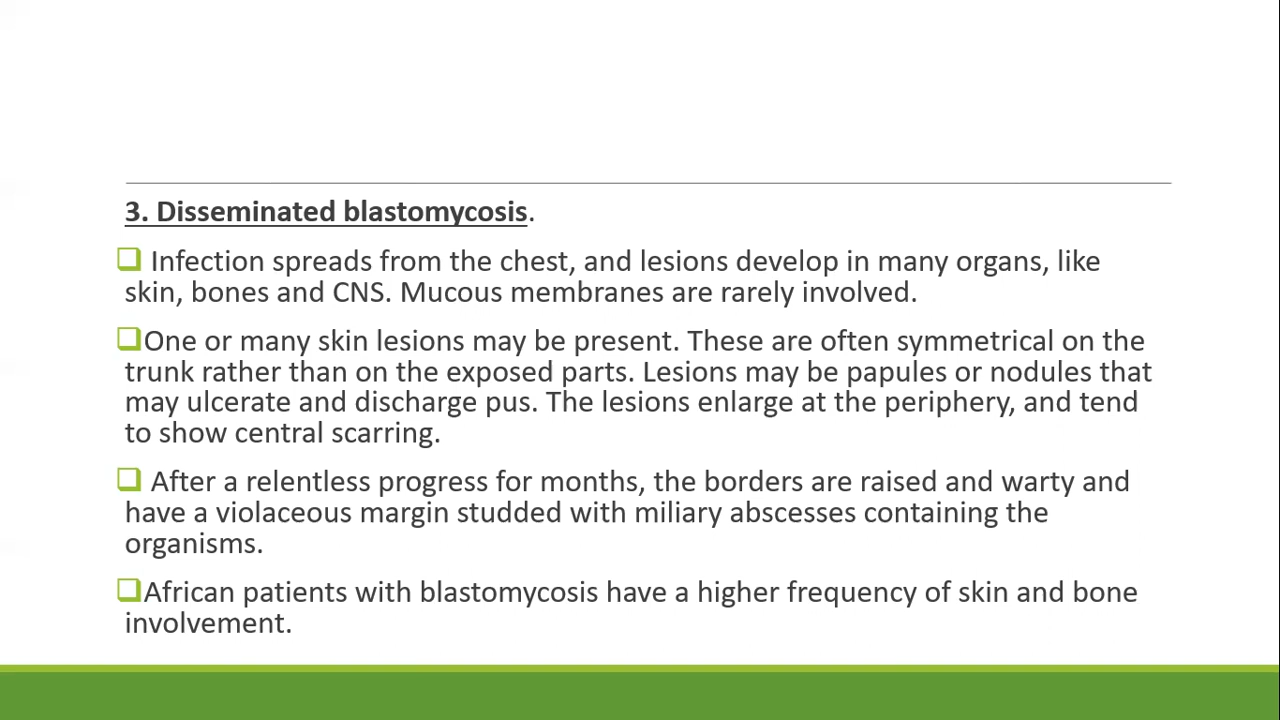 3. Disseminated blastomycosis.
Infection spreads from the chest, and lesions develop in many organs, like
skin, bones and CNS. Mucous membranes are rarely involved.
One or many skin lesions may be present. These are often symmetrical on the
trunk rather than on the exposed parts. Lesions may be papules or nodules that
may ulcerate and discharge pus. The lesions enlarge at the periphery, and tend
to show central scarring.
After a relentless progress for months, the borders are raised and warty and
have a violaceous margin studded with miliary abscesses containing the
organisms.
African patients with blastomycosis have a higher frequency of skin and bone
involvement.